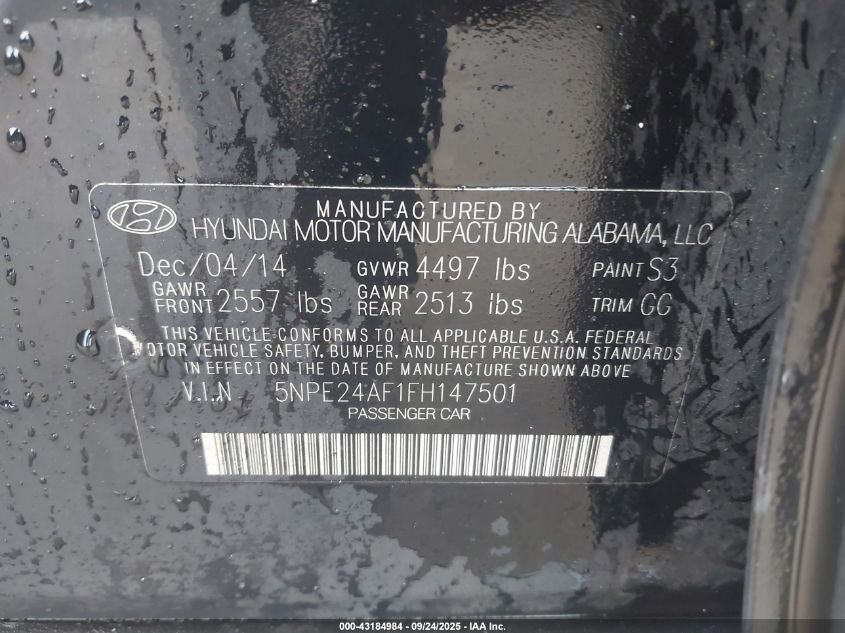 MANUFACTURED BY
HYUNDAI MOTOR MANUFACTURING ALABAMA, LLC
Dec/04/14 GVWR 4497 lbs PAINT S3
GAWR FRONT 2557 lbs GAWR REAR 2513 lbs TRIM GG
THIS VEHICLE CONFORMS TO ALL APPLICABLE U.S.A. FEDERAL
MOTOR VEHICLE SAFETY, BUMPER, AND THEFT PREVENTION STANDARDS
IN EFFECT ON THE DATE OF MANUFACTURE SHOWN ABOVE
V.I.N 5NPE24AF1FH147501
PASSENGER CAR
000-43184984 - 09/24/2025 - IAA Inc.